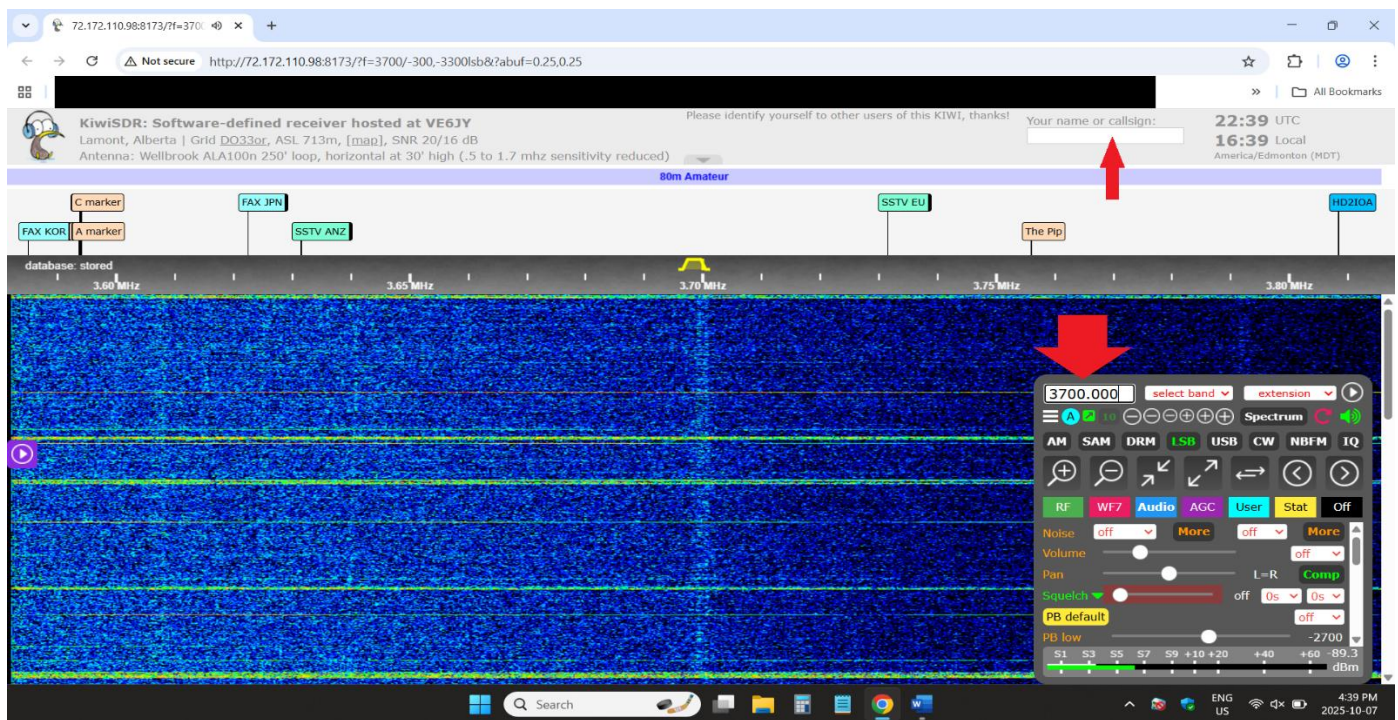 72.172.110.98:8173/?f=370
Not secure http://72.172.110.98:8173/?f=3700/-300,-3300lsb&?abuf=0.25,0.25
» All Bookmarks
KiwiSDR: Software-defined receiver hosted at VE6JY
Lamont, Alberta | Grid DO33or, ASL 713m, [map], SNR 20/16 dB
Antenna: Wellbrook ALA100n 250' loop, horizontal at 30' high (.5 to 1.7 mhz sensitivity reduced)
Please identify yourself to other users of this KIWI, thanks!
Your name or callsign:
22:39 UTC
16:39 Local
America/Edmonton (MDT)
80m Amateur
C marker FAX JPN SSTV EU HD2IOA
FAX KOR A marker SSTV ANZ The Pip
database: stored
3.60 MHz 3.65 MHz 3.70 MHz 3.75 MHz 3.80 MHz
3700.000 select band extension
A 10 Spectrum
AM SAM DRM LSB USB CW NBFM IQ
RF WF7 Audio AGC User Stat Off
Noise off More off More
Volume off
Pan L=R Comp
Squelch off 0s 0s
PB default off
PB low -2700
S1 S3 S5 S7 S9 +10 +20 +40 +60 -89.3
dBm
Search
ENG
US
4:39 PM
2025-10-07